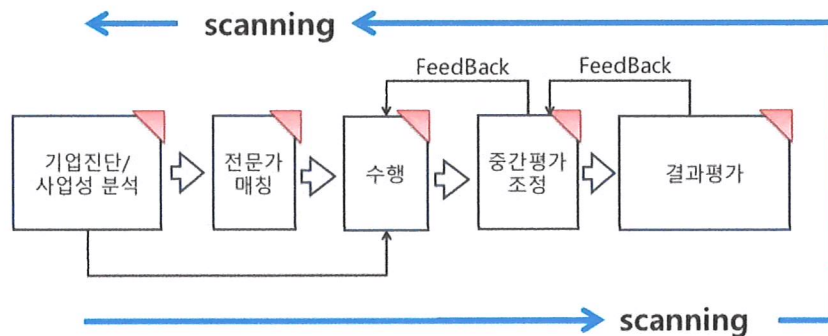 scanning
FeedBack
FeedBack
기업진단/
사업성 분석
전문가
매칭
수행
중간평가
조정
결과평가
scanning